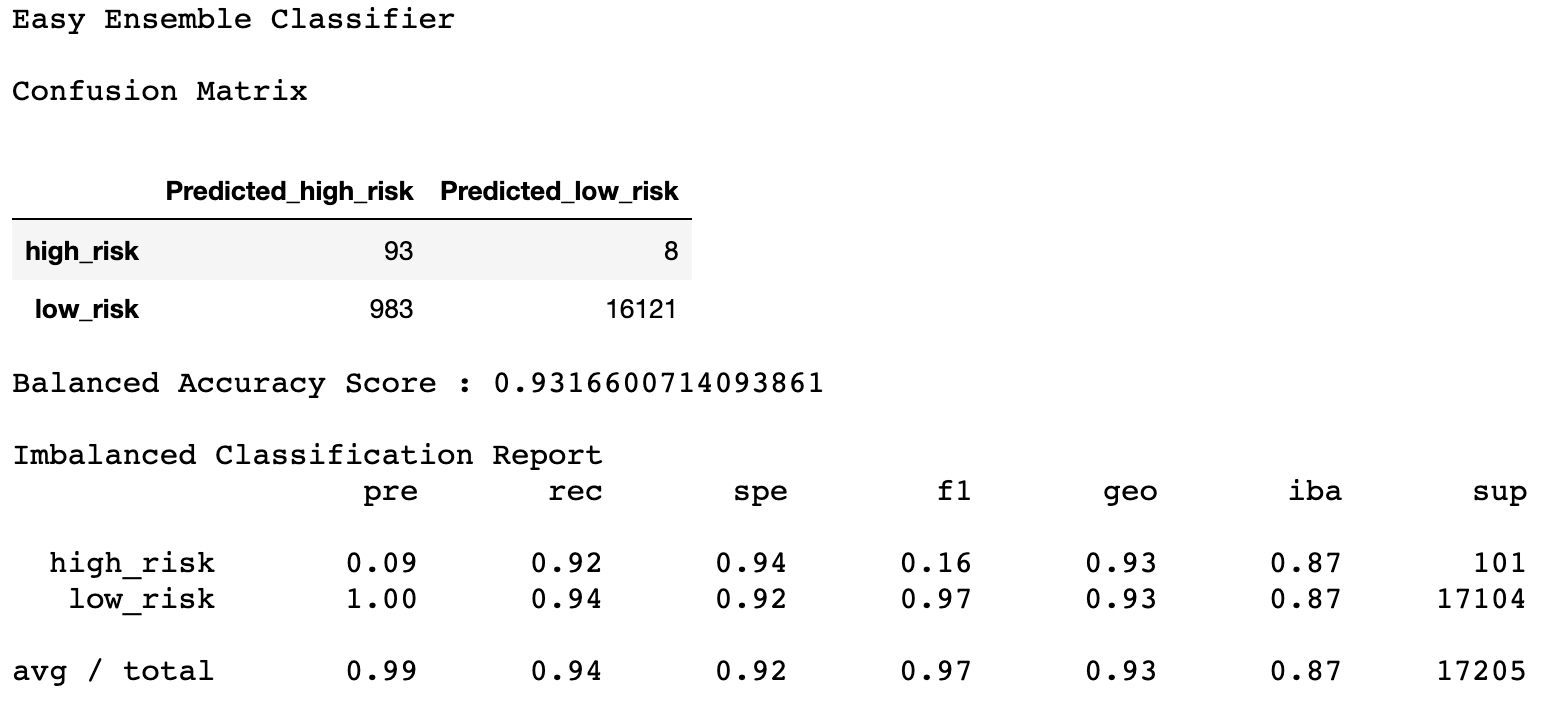 Easy Ensemble Classifier
Confusion Matrix
Predicted_high_risk Predicted_low_risk
high_risk 93 8
low_risk 983 16121
Balanced Accuracy Score : 0.9316600714093861
Imbalanced Classification Report
pre rec spe f1 geo iba sup
high_risk 0.09 0.92 0.94 0.16 0.93 0.87 101
low_risk 1.00 0.94 0.92 0.97 0.93 0.87 17104
avg / total 0.99 0.94 0.92 0.97 0.93 0.87 17205